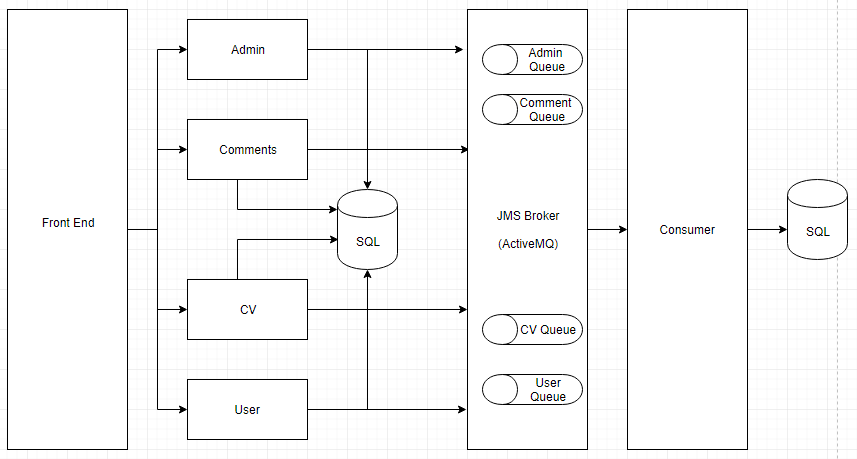 Front End
Admin
Comments
CV
User
SQL
Admin
Queue
Comment
Queue
JMS Broker
(ActiveMQ)
CV Queue
User
Queue
Consumer
SQL